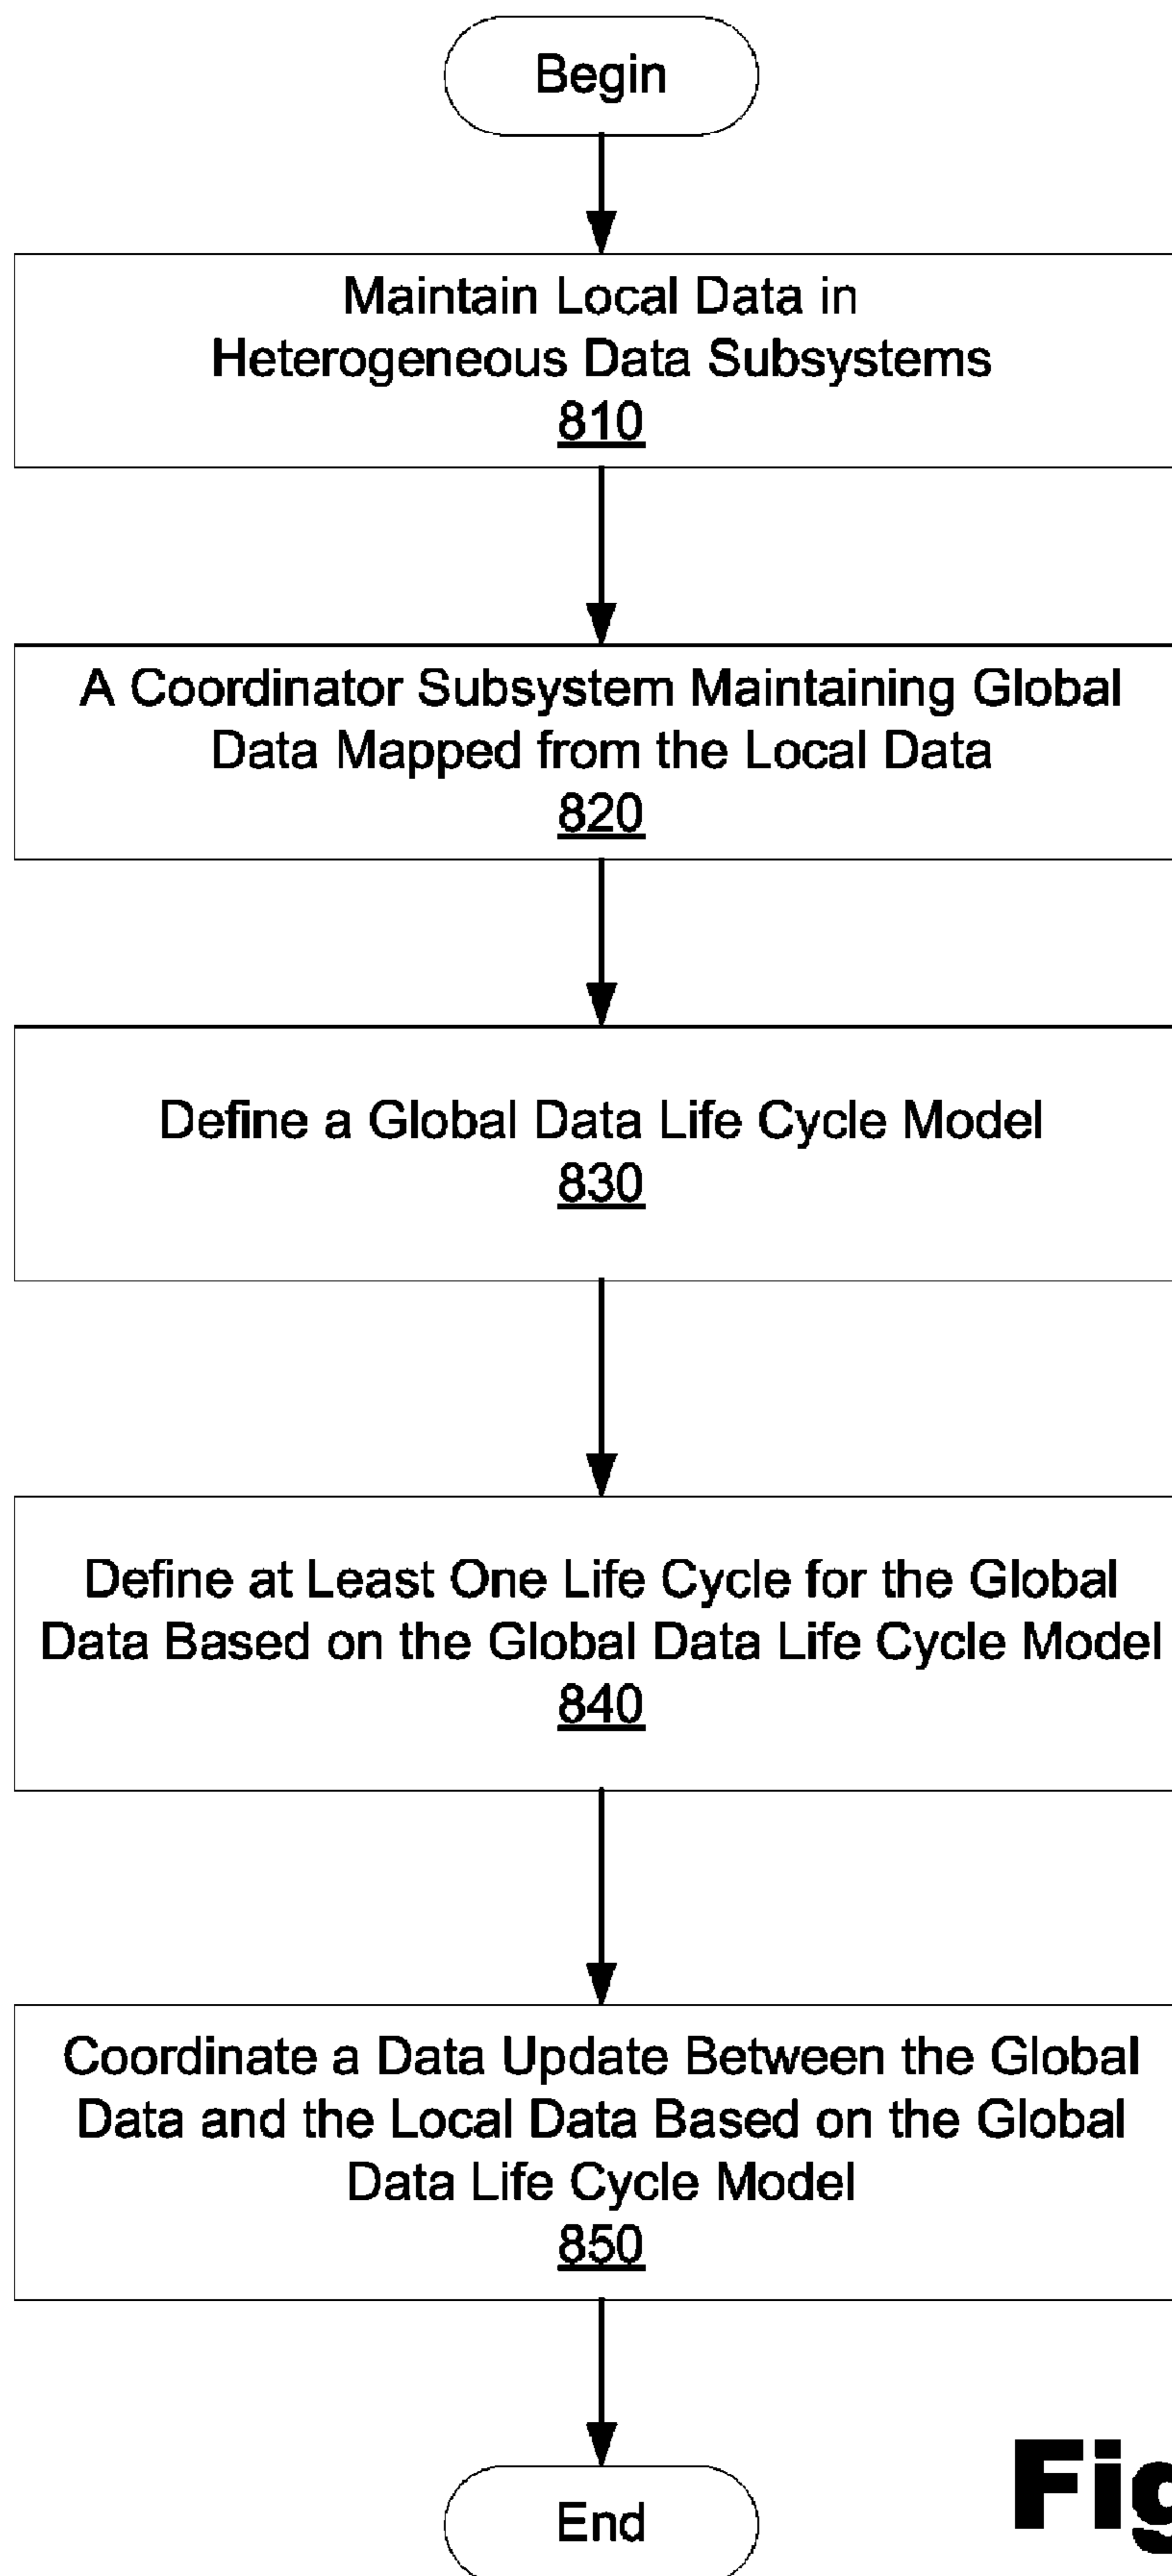 Begin
Maintain Local Data in
Heterogeneous Data Subsystems
810
A Coordinator Subsystem Maintaining Global
Data Mapped from the Local Data
820
Define a Global Data Life Cycle Model
830
Define at Least One Life Cycle for the Global
Data Based on the Global Data Life Cycle Model
840
Coordinate a Data Update Between the Global
Data and the Local Data Based on the Global
Data Life Cycle Model
850
End
Fig